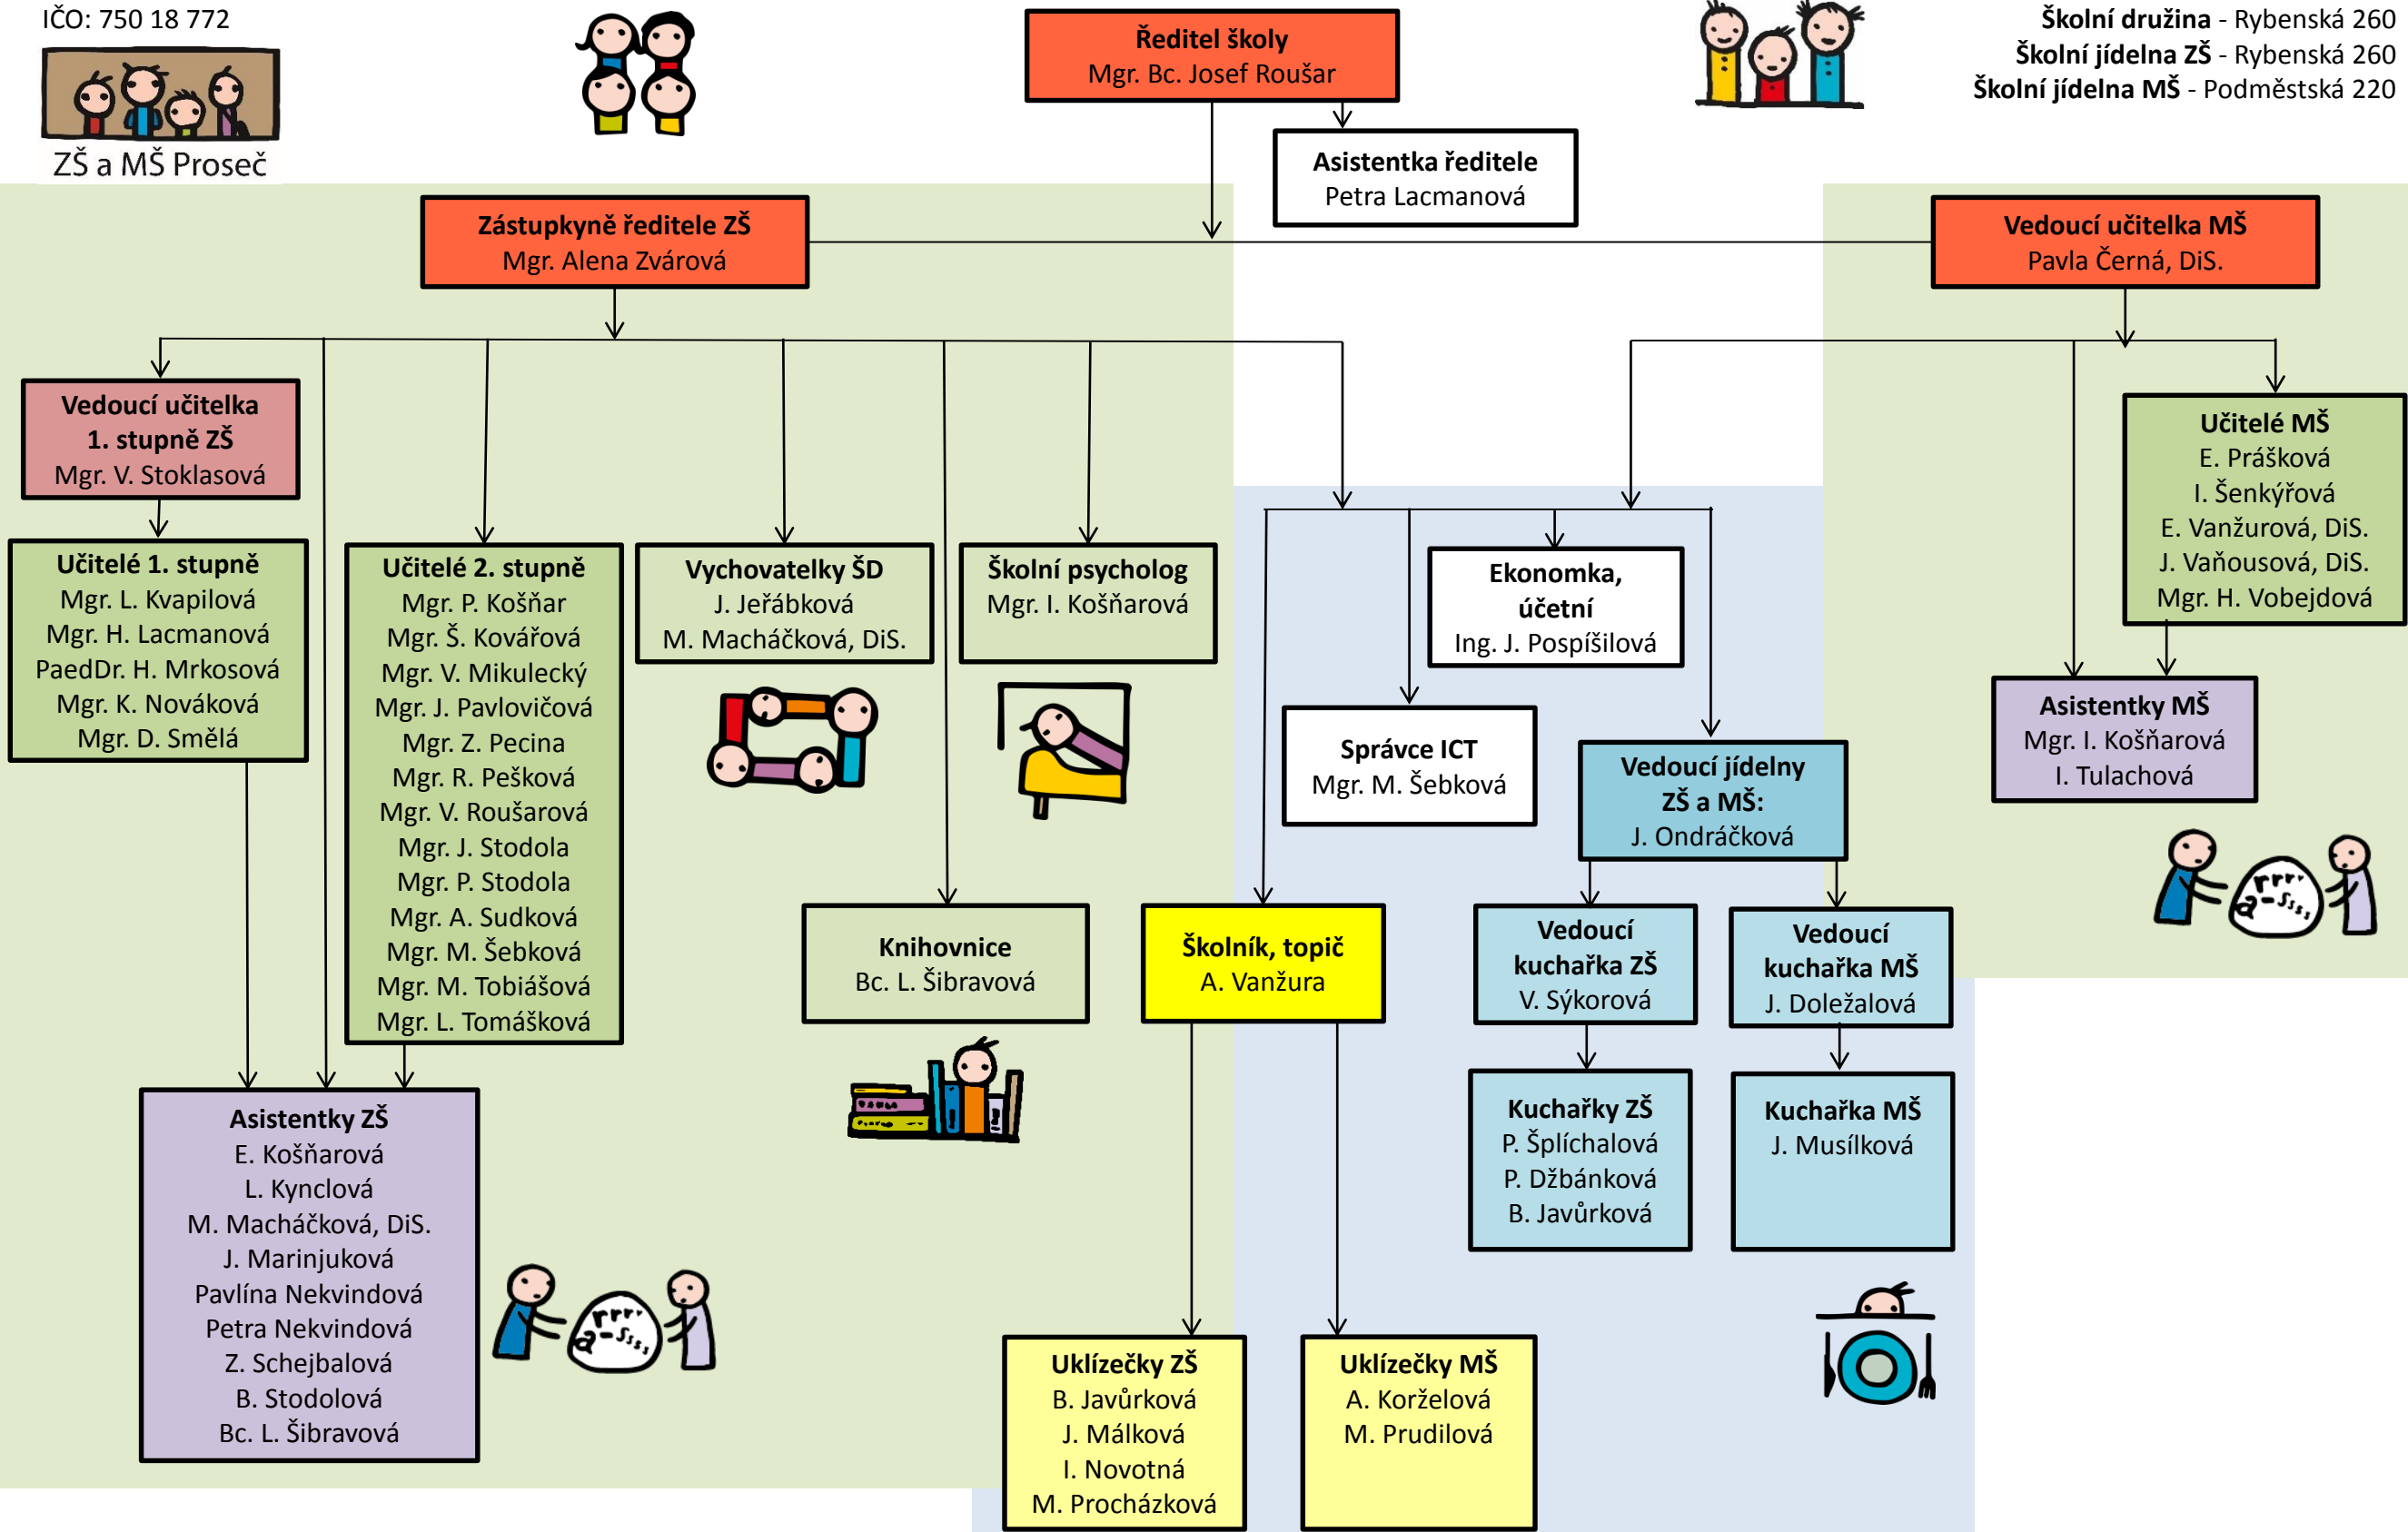 IČO: 750 18 772
ZŠ a MŠ Proseč
Ředitel školy
Mgr. Bc. Josef Roušar
Školní družina - Rybenská 260
Školní jídelna ZŠ - Rybenská 260
Školní jídelna MŠ - Podměstská 220
Asistentka ředitele
Petra Lacmanová
Zástupkyně ředitele ZŠ
Mgr. Alena Zvárová
Vedoucí učitelka MŠ
Pavla Černá, DiS.
Vedoucí učitelka
1. stupně ZŠ
Mgr. V. Stoklasová
Učitelé 1. stupně
Mgr. L. Kvapilová
Mgr. H. Lacmanová
PaedDr. H. Mrkosová
Mgr. K. Nováková
Mgr. D. Smělá
Učitelé 2. stupně
Mgr. P. Košňar
Mgr. Š. Kovářová
Mgr. V. Mikulecký
Mgr. J. Pavlovičová
Mgr. Z. Pecina
Mgr. R. Pešková
Mgr. V. Roušarová
Mgr. J. Stodola
Mgr. P. Stodola
Mgr. A. Sudková
Mgr. M. Šebková
Mgr. M. Tobiášová
Mgr. L. Tomášková
Vychovatelky ŠD
J. Jeřábková
M. Macháčková, DiS.
Školní psycholog
Mgr. I. Košňarová
Ekonomka,
účetní
Ing. J. Pospíšilová
Učitelé MŠ
E. Prášková
I. Šenkýřová
E. Vanžurová, DiS.
J. Vaňousová, DiS.
Mgr. H. Vobejdová
Správce ICT
Mgr. M. Šebková
Vedoucí jídelny
ZŠ a MŠ:
J. Ondráčková
Asistentky MŠ
Mgr. I. Košňarová
I. Tulachová
rrrr
a-ssss
Knihovnice
Bc. L. Šibravová
Školník, topič
A. Vanžura
Vedoucí
kuchařka ZŠ
V. Sýkorová
Vedoucí
kuchařka MŠ
J. Doležalová
Asistentky ZŠ
E. Košňarová
L. Kynclová
M. Macháčková, DiS.
J. Marinjuková
Pavlína Nekvindová
Petra Nekvindová
Z. Schejbalová
B. Stodolová
Bc. L. Šibravová
rrrr
a-ssss
Kuchařky ZŠ
P. Šplíchalová
P. Džbánková
B. Javůrková
Kuchařka MŠ
J. Musílková
Uklízečky ZŠ
B. Javůrková
J. Málková
I. Novotná
M. Procházková
Uklízečky MŠ
A. Korželová
M. Prudilová